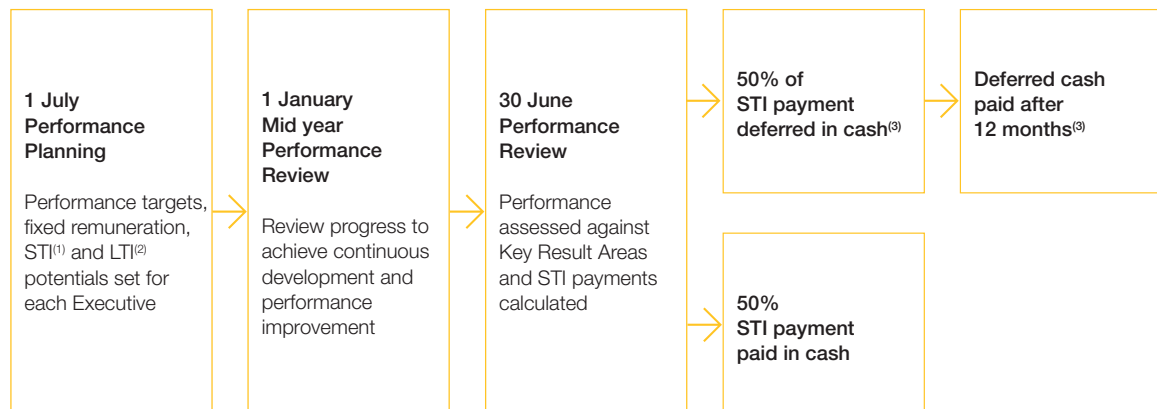 1 July
Performance
Planning
Performance targets,
fixed remuneration,
STI(1) and LTI(2)
potentials set for
each Executive
1 January
Mid year
Performance
Review
Review progress to
achieve continuous
development and
performance
improvement
30 June
Performance
Review
Performance
assessed against
Key Result Areas
and STI payments
calculated
50% of
STI payment
deferred in cash(3)
Deferred cash
paid after
12 months(3)
50%
STI payment
paid in cash